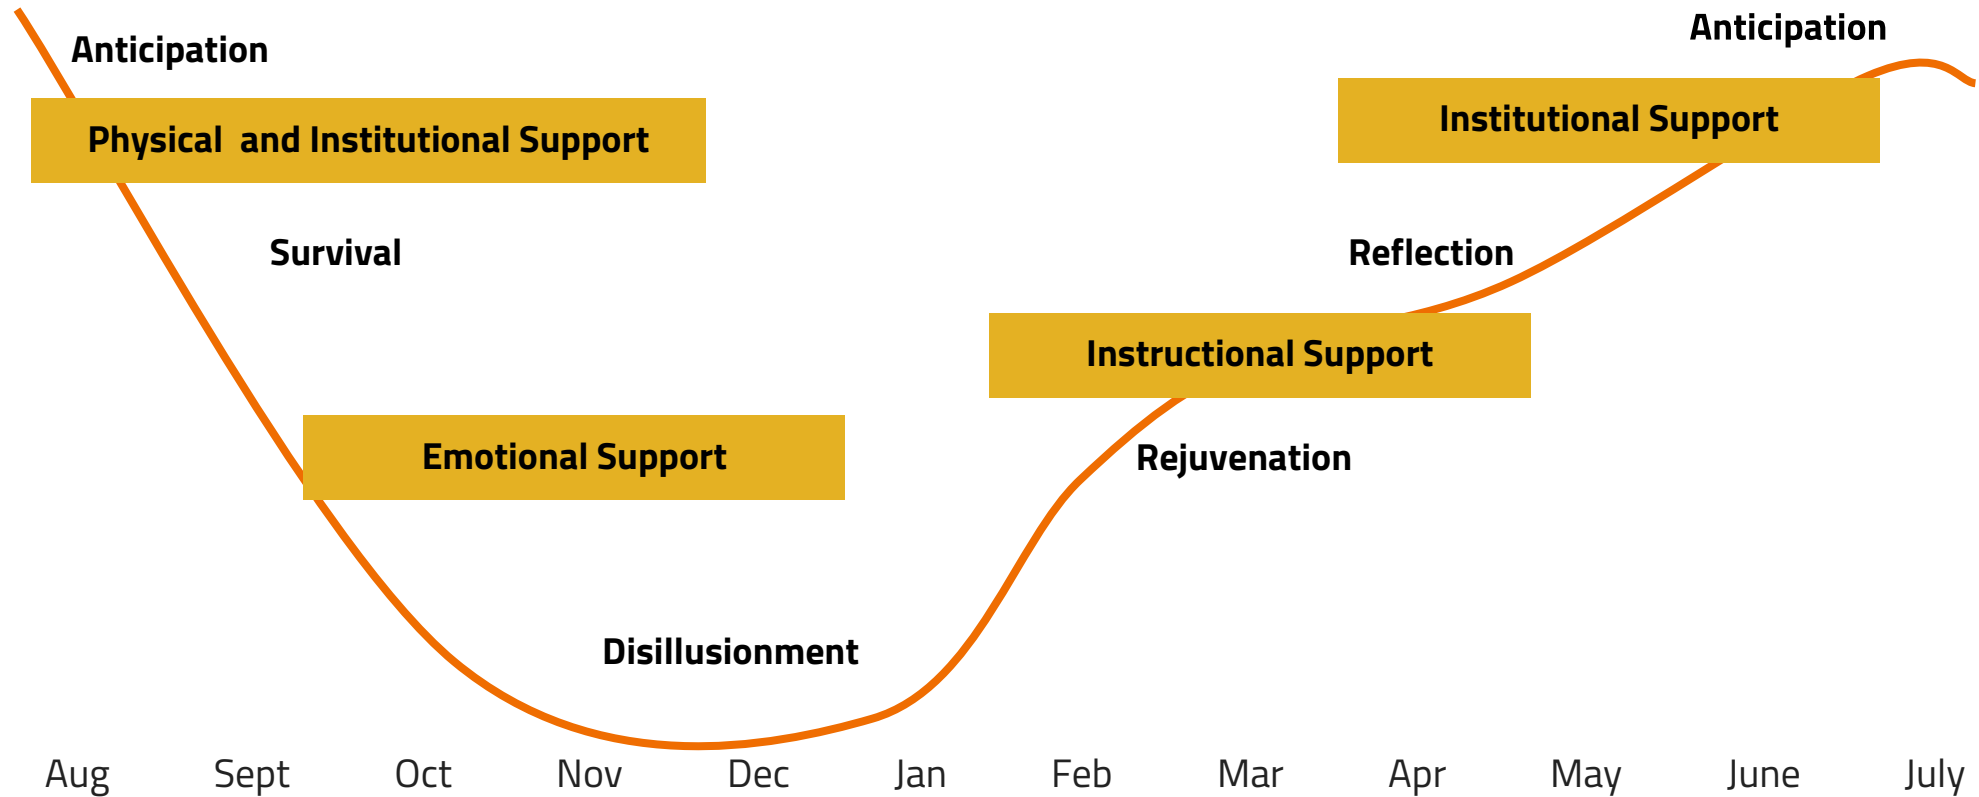 Anticipation
Anticipation
Physical and Institutional Support
Institutional Support
Survival
Reflection
Instructional Support
Emotional Support
Rejuvenation
Disillusionment
Aug Sept Oct Nov Dec Jan Feb Mar Apr May June July